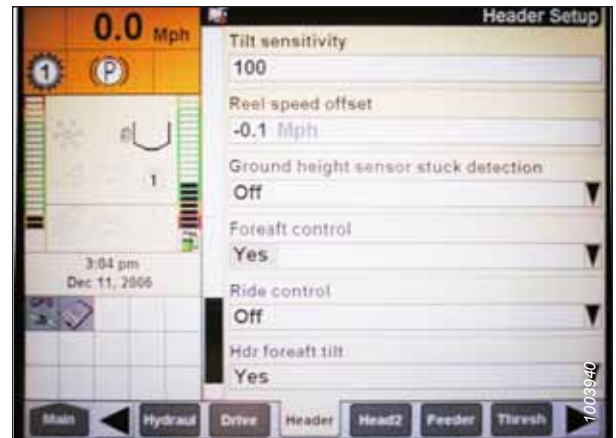 0.0 Mph
Header Setup
Tilt sensitivity
100
1
Reel speed offset
-0.1 Mph
Ground height sensor stuck detection
Off
1
Foreaft control
Yes
3:04 pm
Dec 11, 2006
Ride control
Off
GPS
Hdr foreaft tilt
Yes
Main
Hydraul
Drive
Header
Head2
Feeder
Thresh
1003940
(P)